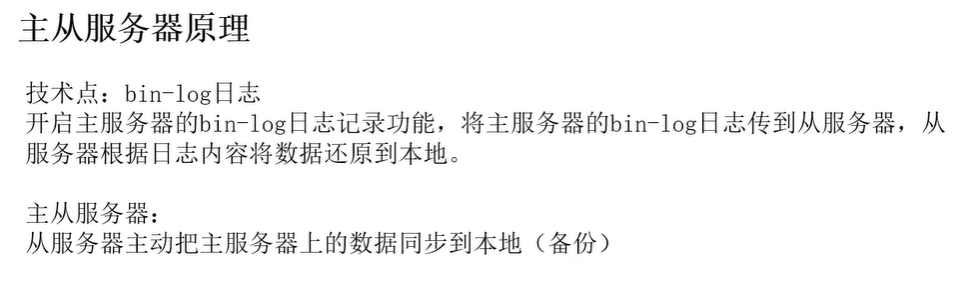 主从服务器原理
技术点：bin-log日志
开启主服务器的bin-log日志记录功能，将主服务器的bin-log日志传到从服务器，从
服务器根据日志内容将数据还原到本地。
主从服务器：
从服务器主动把主服务器上的数据同步到本地（备份）